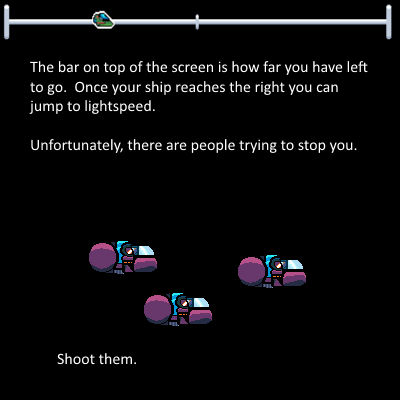 The bar on top of the screen is how far you have left
to go.  Once your ship reaches the right you can
jump to lightspeed.
Unfortunately, there are people trying to stop you.
Shoot them.